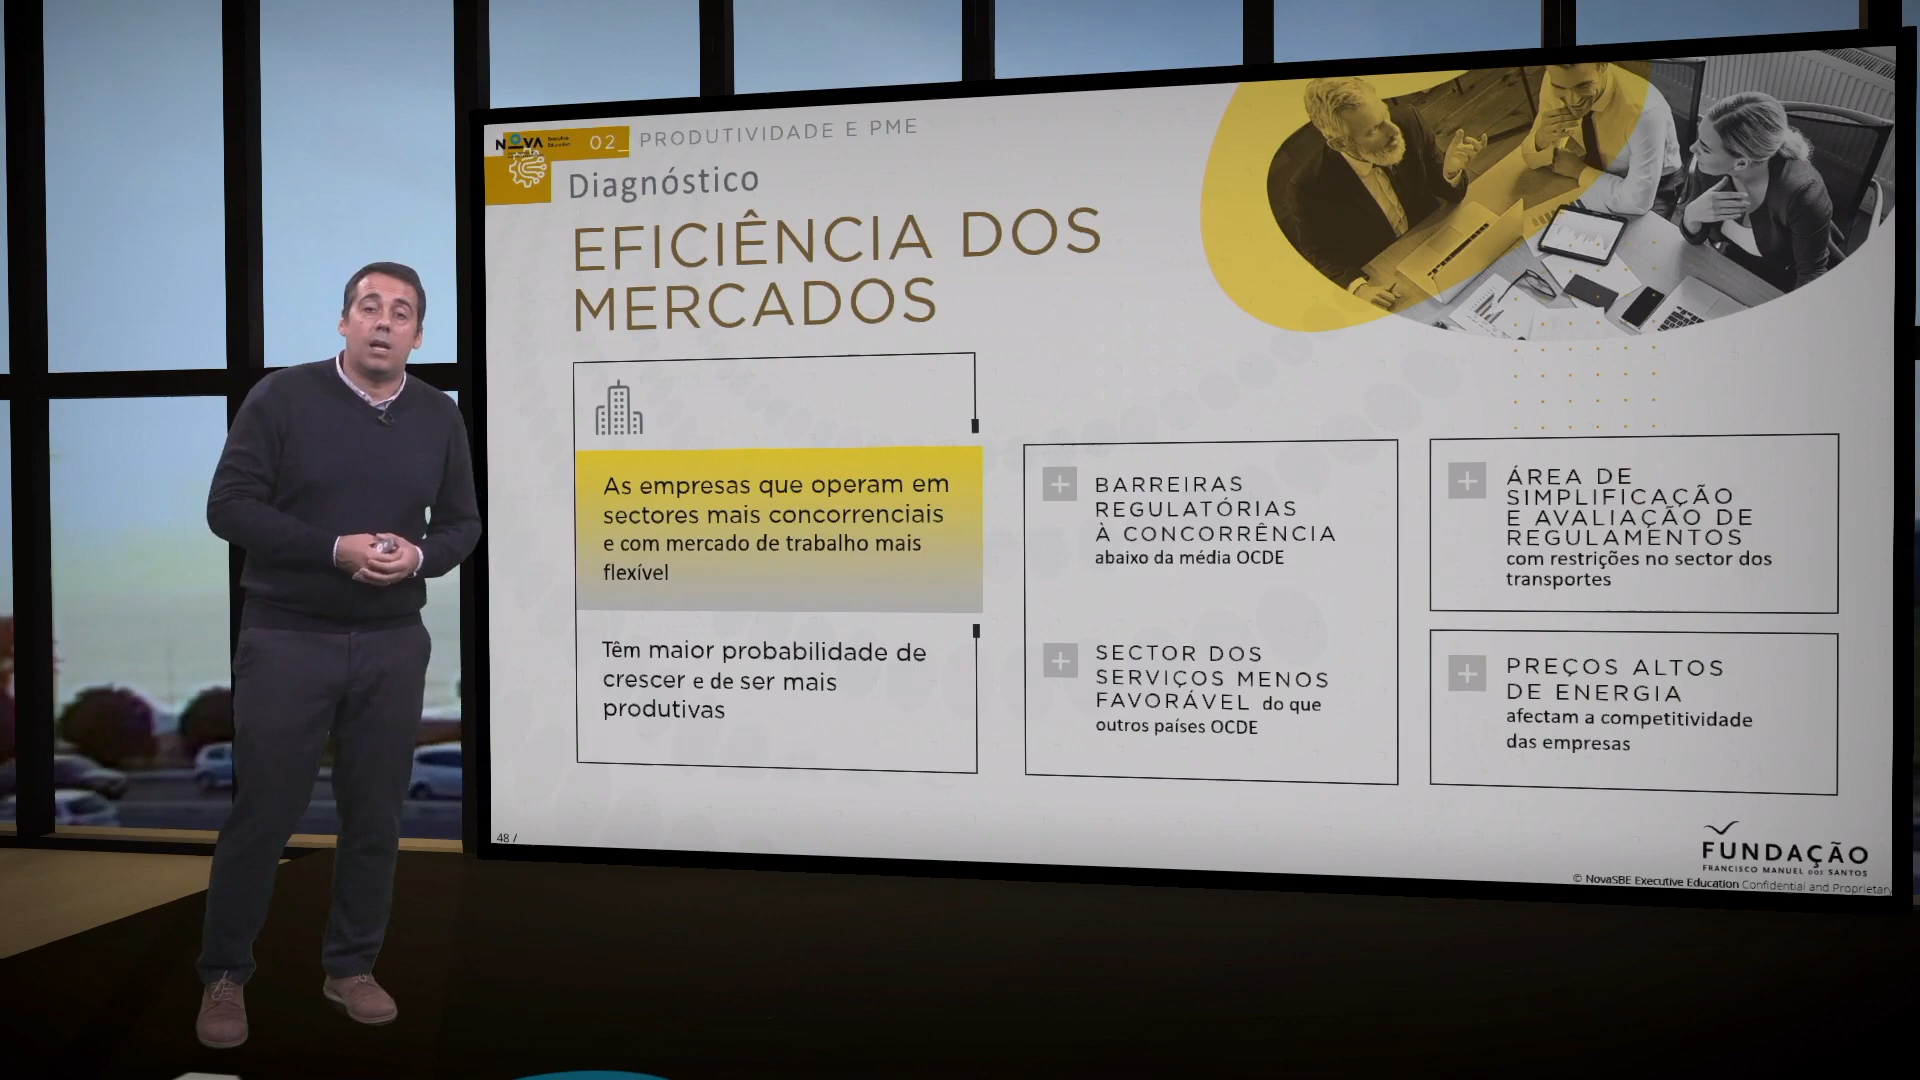 NOVA
Executive
Education
02_
PRODUTIVIDADE E PME
Diagnóstico
EFICIÊNCIA DOS
MERCADOS
As empresas que operam em
sectores mais concorrenciais
e com mercado de trabalho mais
flexível
Têm maior probabilidade de
crescer e de ser mais
produtivas
BARREIRAS
REGULATÓRIAS
À CONCORRÊNCIA
abaixo da média OCDE
SECTOR DOS
SERVIÇOS MENOS
FAVORÁVEL do que
outros países OCDE
ÁREA DE
SIMPLIFICAÇÃO
E AVALIAÇÃO DE
REGULAMENTOS
com restrições no sector dos
transportes
PREÇOS ALTOS
DE ENERGIA
afectam a competitividade
das empresas
48 /
FUNDAÇÃO
FRANCISCO MANUEL DOS SANTOS
© NovaSBE Executive Education Confidential and Proprietary